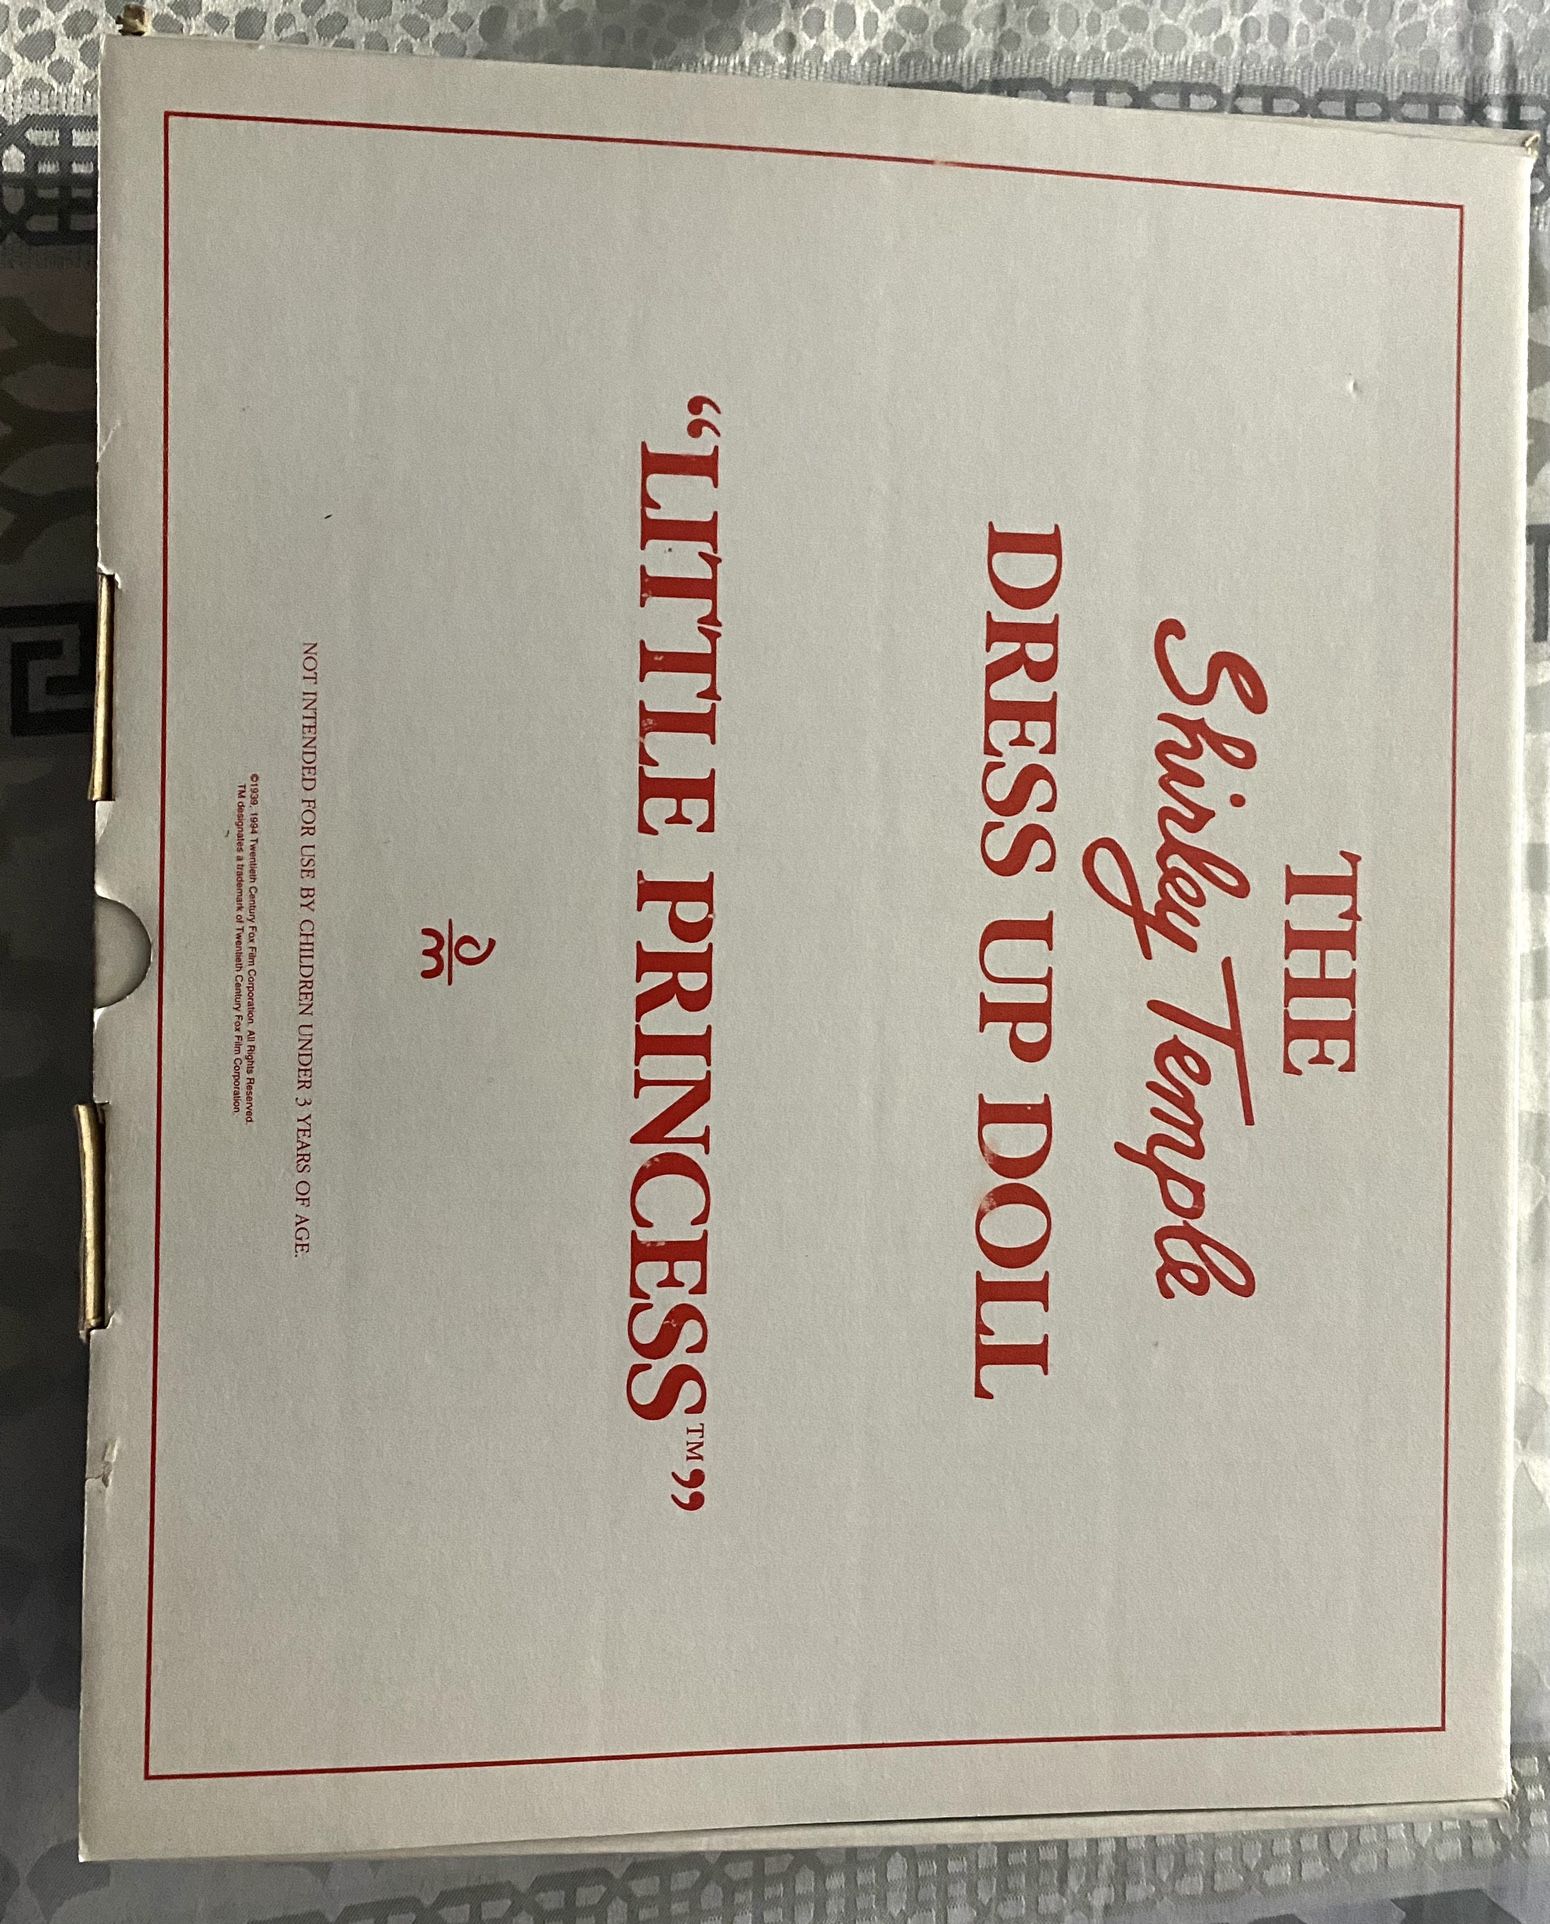 THE
Shirley Temple
DRESS UP DOLL
“LITTLE PRINCESS™”
NOT INTENDED FOR USE BY CHILDREN UNDER 3 YEARS OF AGE.
©1939, 1994 Twentieth Century Fox Film Corporation. All Rights Reserved.
TM designates a trademark of Twentieth Century Fox Film Corporation.